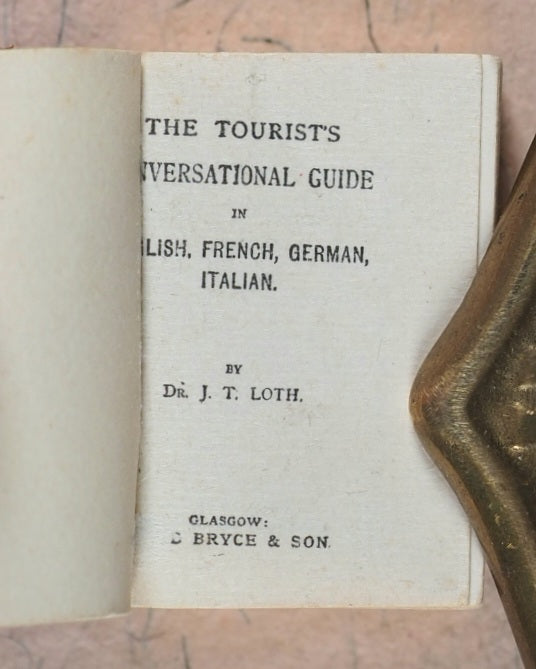 THE TOURIST'S
NVERSATIONAL GUIDE
IN
LISH, FRENCH, GERMAN,
ITALIAN.
BY
DR. J. T. LOTH.
GLASGOW:
BRYCE & SON.